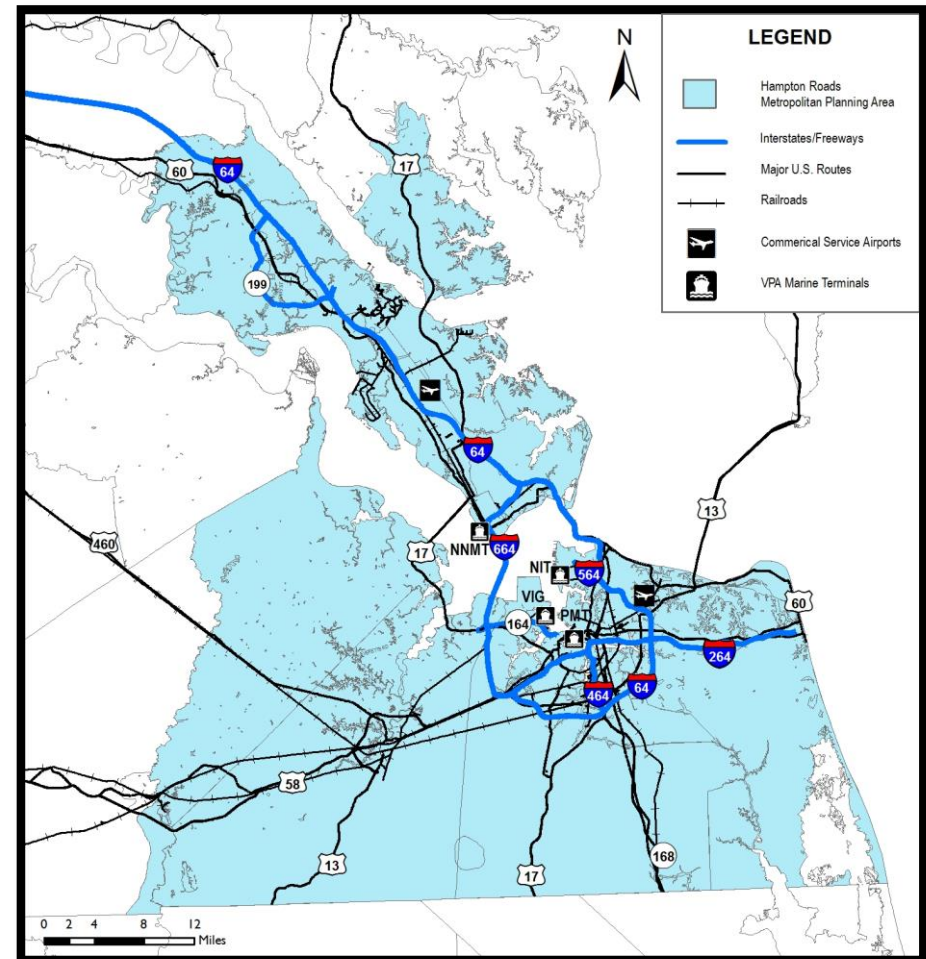 LEGEND
Hampton Roads
Metropolitan Planning Area
Interstates/Freeways
Major U.S. Routes
Railroads
Commerical Service Airports
VPA Marine Terminals
N
17
60
64
199
64
13
460
17
NNMT
664
NIT
564
VIG
PMT
60
164
264
464
64
58
13
17
168
0 2 4 8 12
Miles